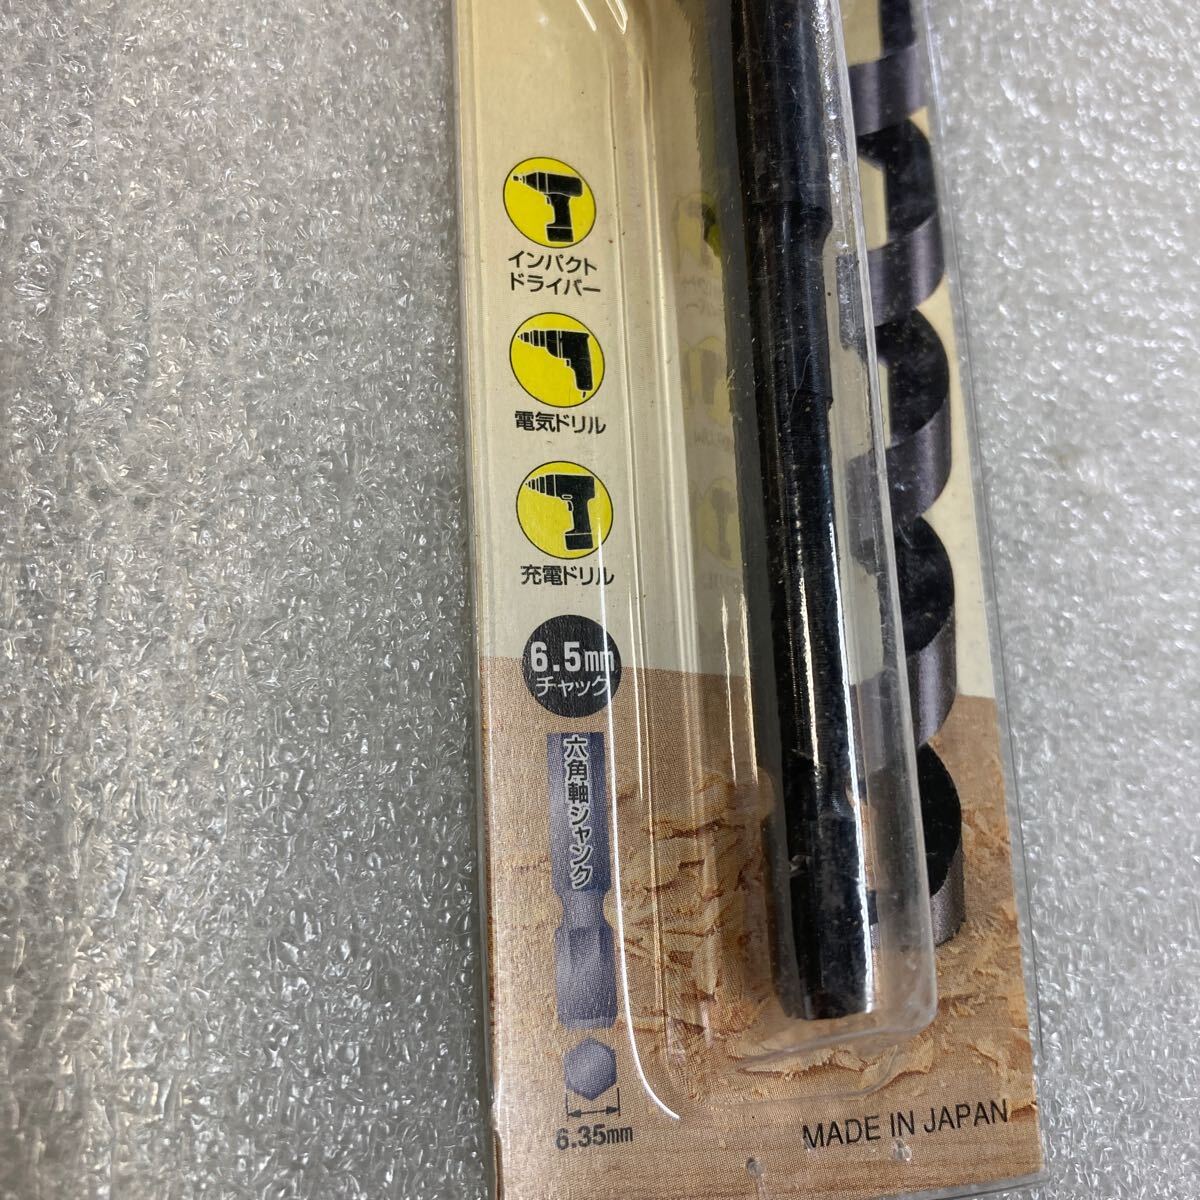 インパクト
ドライバー
電気ドリル
充電ドリル
6.5mm
チャック
六角軸シャンク
6.35mm
MADE IN JAPAN